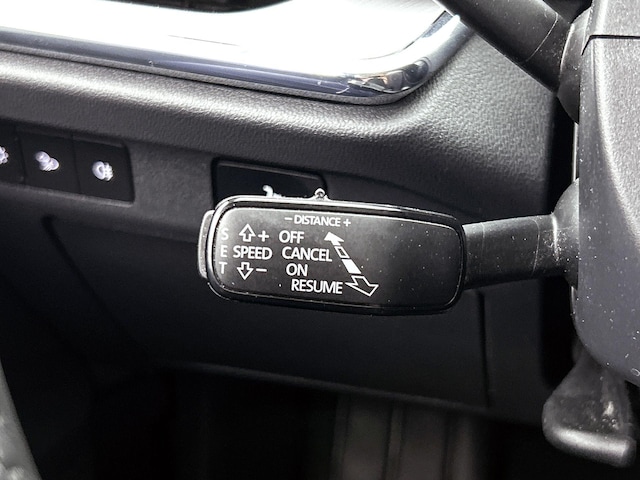 - DISTANCE +
S + OFF
E SPEED CANCEL
T - ON
RESUME